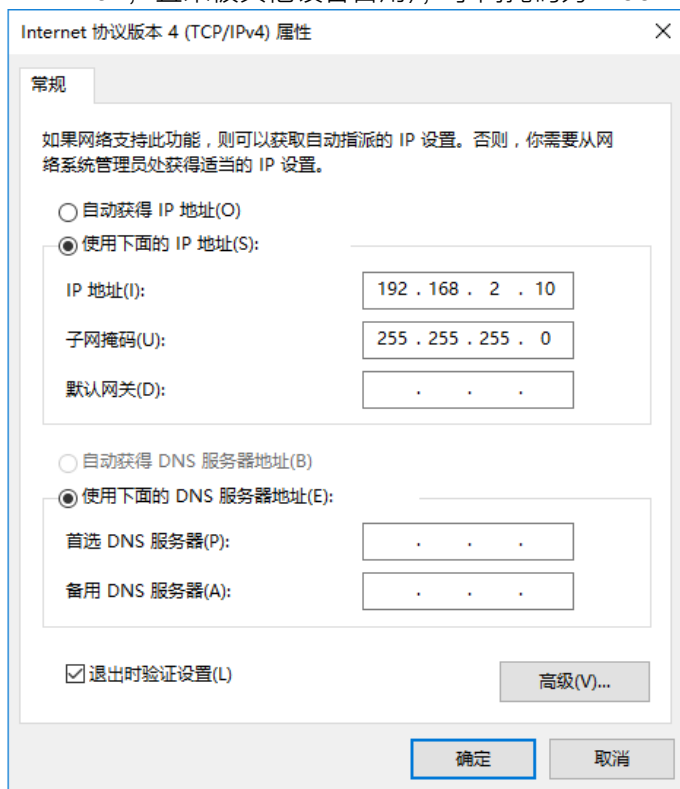 Internet 协议版本 4 (TCP/IPv4) 属性
常规
如果网络支持此功能，则可以获取自动指派的 IP 设置。否则，你需要从网
络系统管理员处获得适当的 IP 设置。
自动获得 IP 地址(O)
使用下面的 IP 地址(S):
IP 地址(I): 192 . 168 . 2 . 10
子网掩码(U): 255 . 255 . 255 . 0
默认网关(D): . . .
自动获得 DNS 服务器地址(B)
使用下面的 DNS 服务器地址(E):
首选 DNS 服务器(P): . . .
备用 DNS 服务器(A): . . .
退出时验证设置(L)
高级(V)...
确定 取消